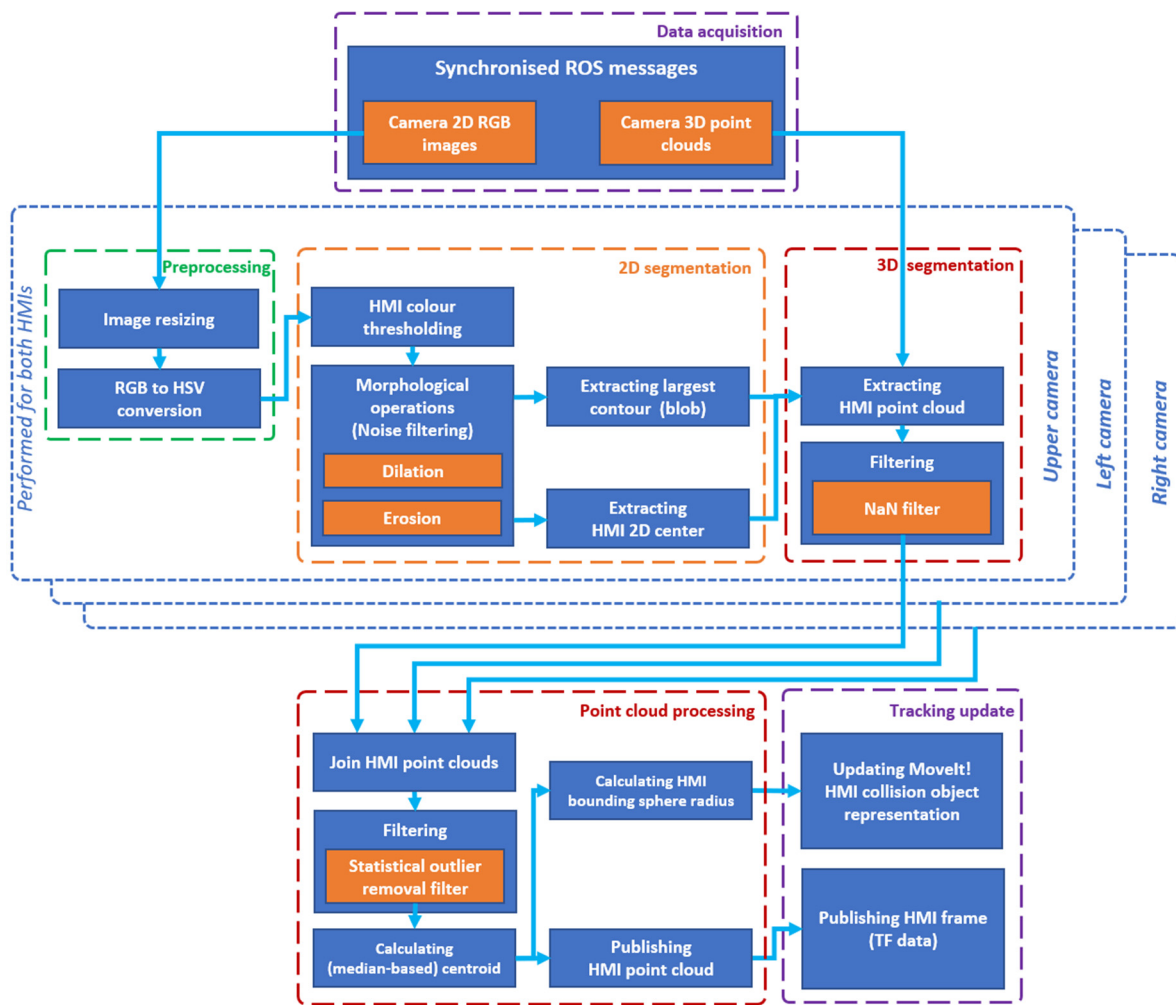 Data acquisition
Synchronised ROS messages
Camera 2D RGB
images
Camera 3D point
clouds
Performed for both HMIs
Preprocessing
Image resizing
RGB to HSV
conversion
2D segmentation
HMI colour
thresholding
Morphological
operations
(Noise filtering)
Dilation
Erosion
Extracting largest
contour (blob)
Extracting
HMI 2D center
3D segmentation
Extracting
HMI point cloud
Filtering
NaN filter
Upper camera
Left camera
Right camera
Point cloud processing
Join HMI point clouds
Filtering
Statistical outlier
removal filter
Calculating
(median-based) centroid
Calculating HMI
bounding sphere radius
Publishing
HMI point cloud
Tracking update
Updating MoveIt!
HMI collision object
representation
Publishing HMI frame
(TF data)